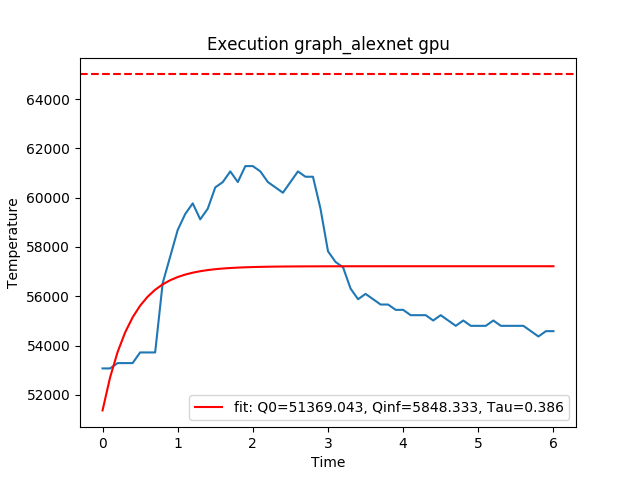 Execution graph_alexnet gpu
Temperature
64000
62000
60000
58000
56000
54000
52000
fit: Q0=51369.043, Qinf=5848.333, Tau=0.386
0 1 2 3 4 5 6
Time